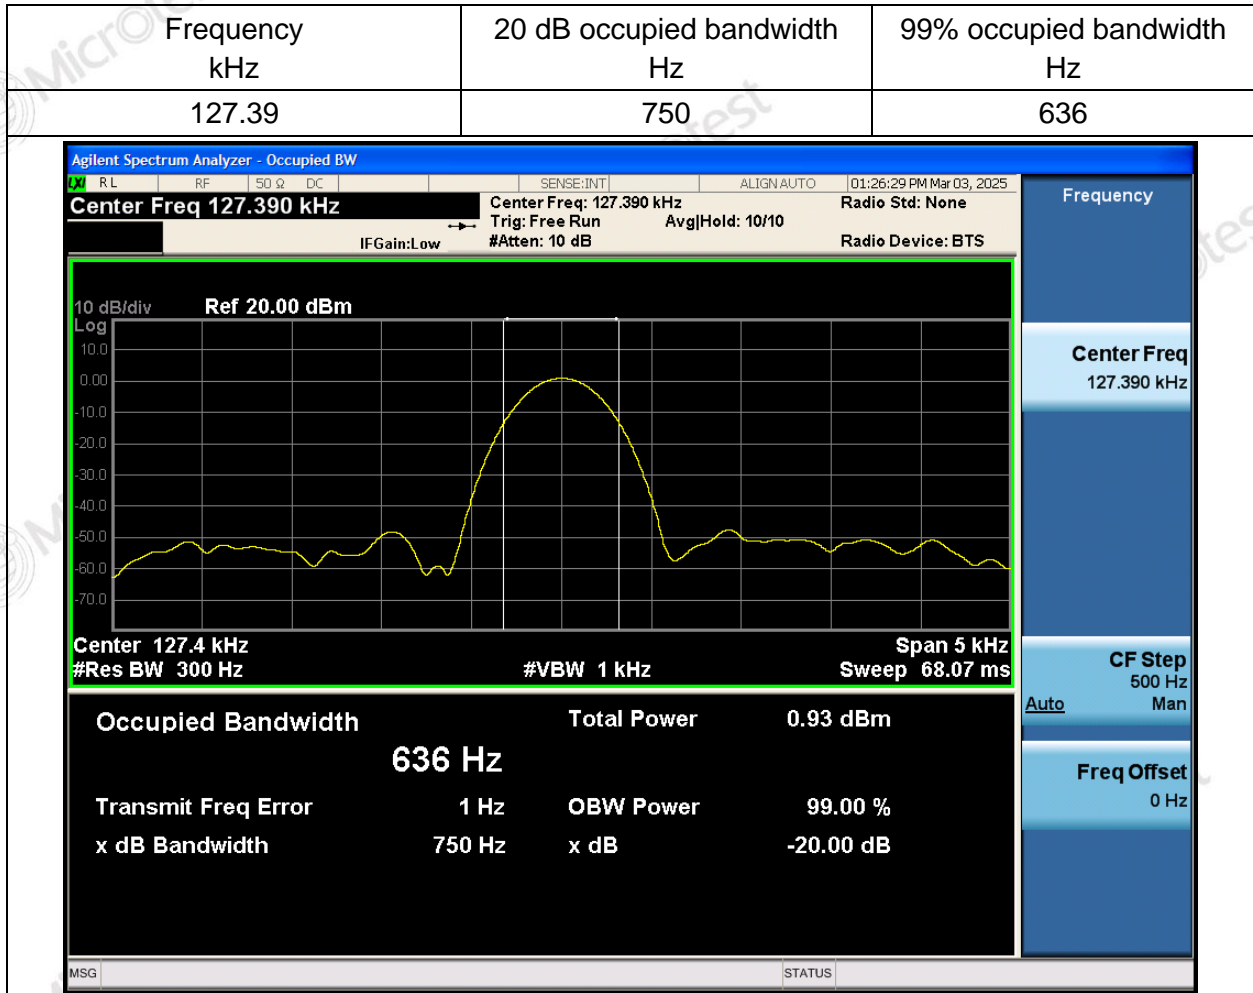 Microtest
Frequency
kHz
20 dB occupied bandwidth
Hz
99% occupied bandwidth
Hz
127.39
750
636
Agilent Spectrum Analyzer - Occupied BW
LXI RL RF 50 Ω DC SENSE:INT ALIGN AUTO 01:26:29 PM Mar 03, 2025
Center Freq 127.390 kHz
Center Freq: 127.390 kHz
Radio Std: None
Trig: Free Run Avg|Hold: 10/10
IFGain:Low #Atten: 10 dB Radio Device: BTS
10 dB/div Ref 20.00 dBm
Log
10.0
0.00
-10.0
-20.0
-30.0
-40.0
-50.0
-60.0
-70.0
Center 127.4 kHz Span 5 kHz
#Res BW 300 Hz #VBW 1 kHz Sweep 68.07 ms
Occupied Bandwidth Total Power 0.93 dBm
636 Hz
Transmit Freq Error 1 Hz OBW Power 99.00 %
x dB Bandwidth 750 Hz x dB -20.00 dB
MSG STATUS
Frequency
Center Freq
127.390 kHz
CF Step
500 Hz
Auto Man
Freq Offset
0 Hz